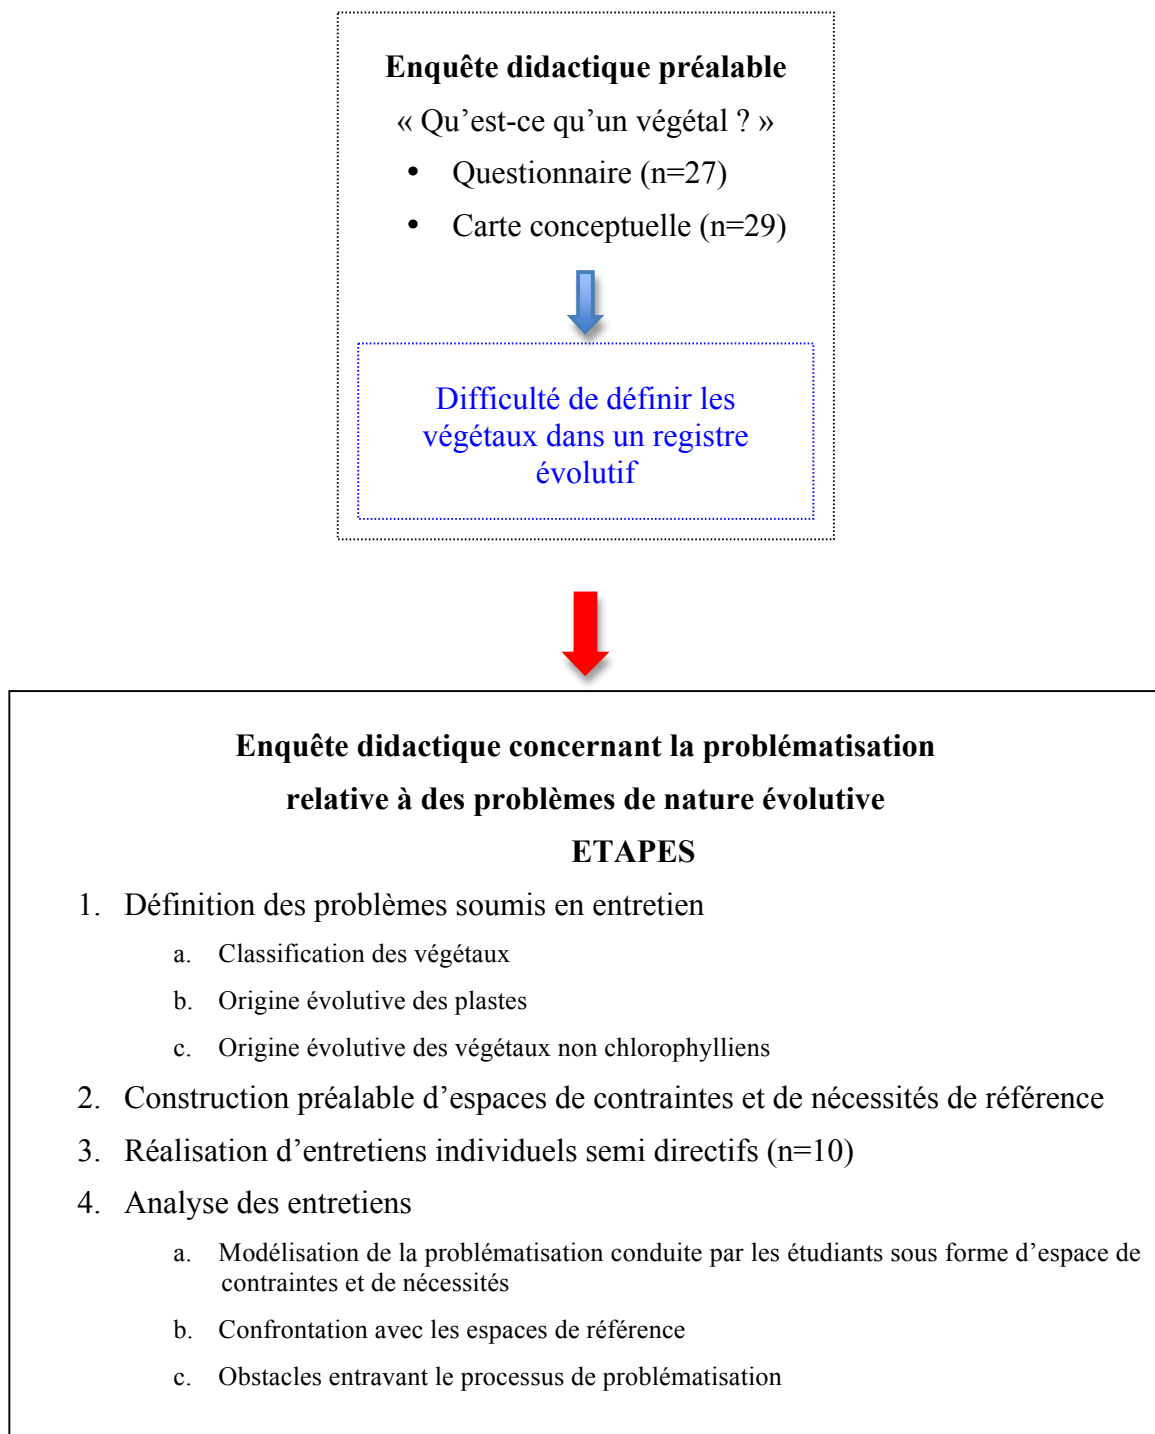 Enquête didactique préalable
« Qu’est-ce qu’un végétal ? »
• Questionnaire (n=27)
• Carte conceptuelle (n=29)
Difficulté de définir les
végétaux dans un registre
évolutif
Enquête didactique concernant la problématisation
relative à des problèmes de nature évolutive
ETAPES
1. Définition des problèmes soumis en entretien
a. Classification des végétaux
b. Origine évolutive des plastes
c. Origine évolutive des végétaux non chlorophylliens
2. Construction préalable d’espaces de contraintes et de nécessités de référence
3. Réalisation d’entretiens individuels semi directifs (n=10)
4. Analyse des entretiens
a. Modélisation de la problématisation conduite par les étudiants sous forme d’espace de
contraintes et de nécessités
b. Confrontation avec les espaces de référence
c. Obstacles entravant le processus de problématisation